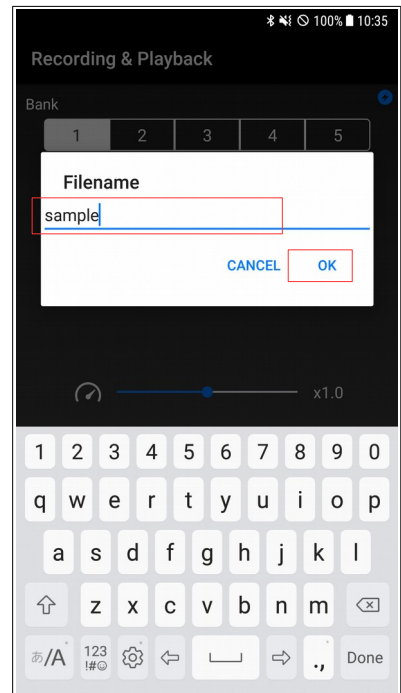 100% 10:35
Recording & Playback
Bank
1 2 3 4 5
Filename
sample
CANCEL OK
x1.0
1 2 3 4 5 6 7 8 9 0
q w e r t y u i o p
a s d f g h j k l
z x c v b n m
あ/A 123 !#☺ ., Done